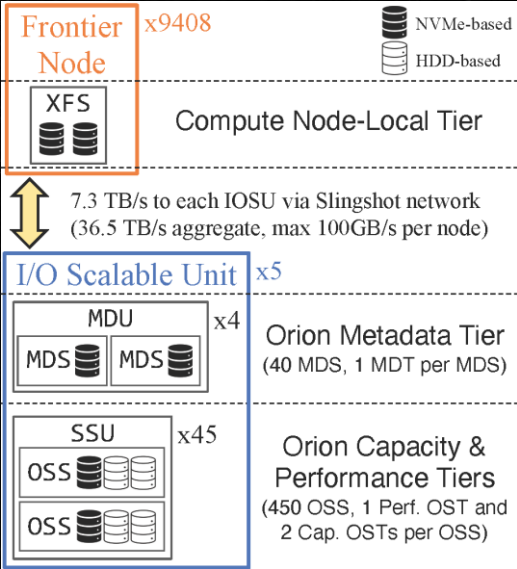 Frontier
Node
x9408
NVMe-based
HDD-based
XFS
Compute Node-Local Tier
7.3 TB/s to each IOSU via Slingshot network
(36.5 TB/s aggregate, max 100GB/s per node)
I/O Scalable Unit
x5
MDU
x4
MDS
MDS
Orion Metadata Tier
(40 MDS, 1 MDT per MDS)
SSU
x45
OSS
OSS
Orion Capacity &
Performance Tiers
(450 OSS, 1 Perf. OST and
2 Cap. OSTs per OSS)